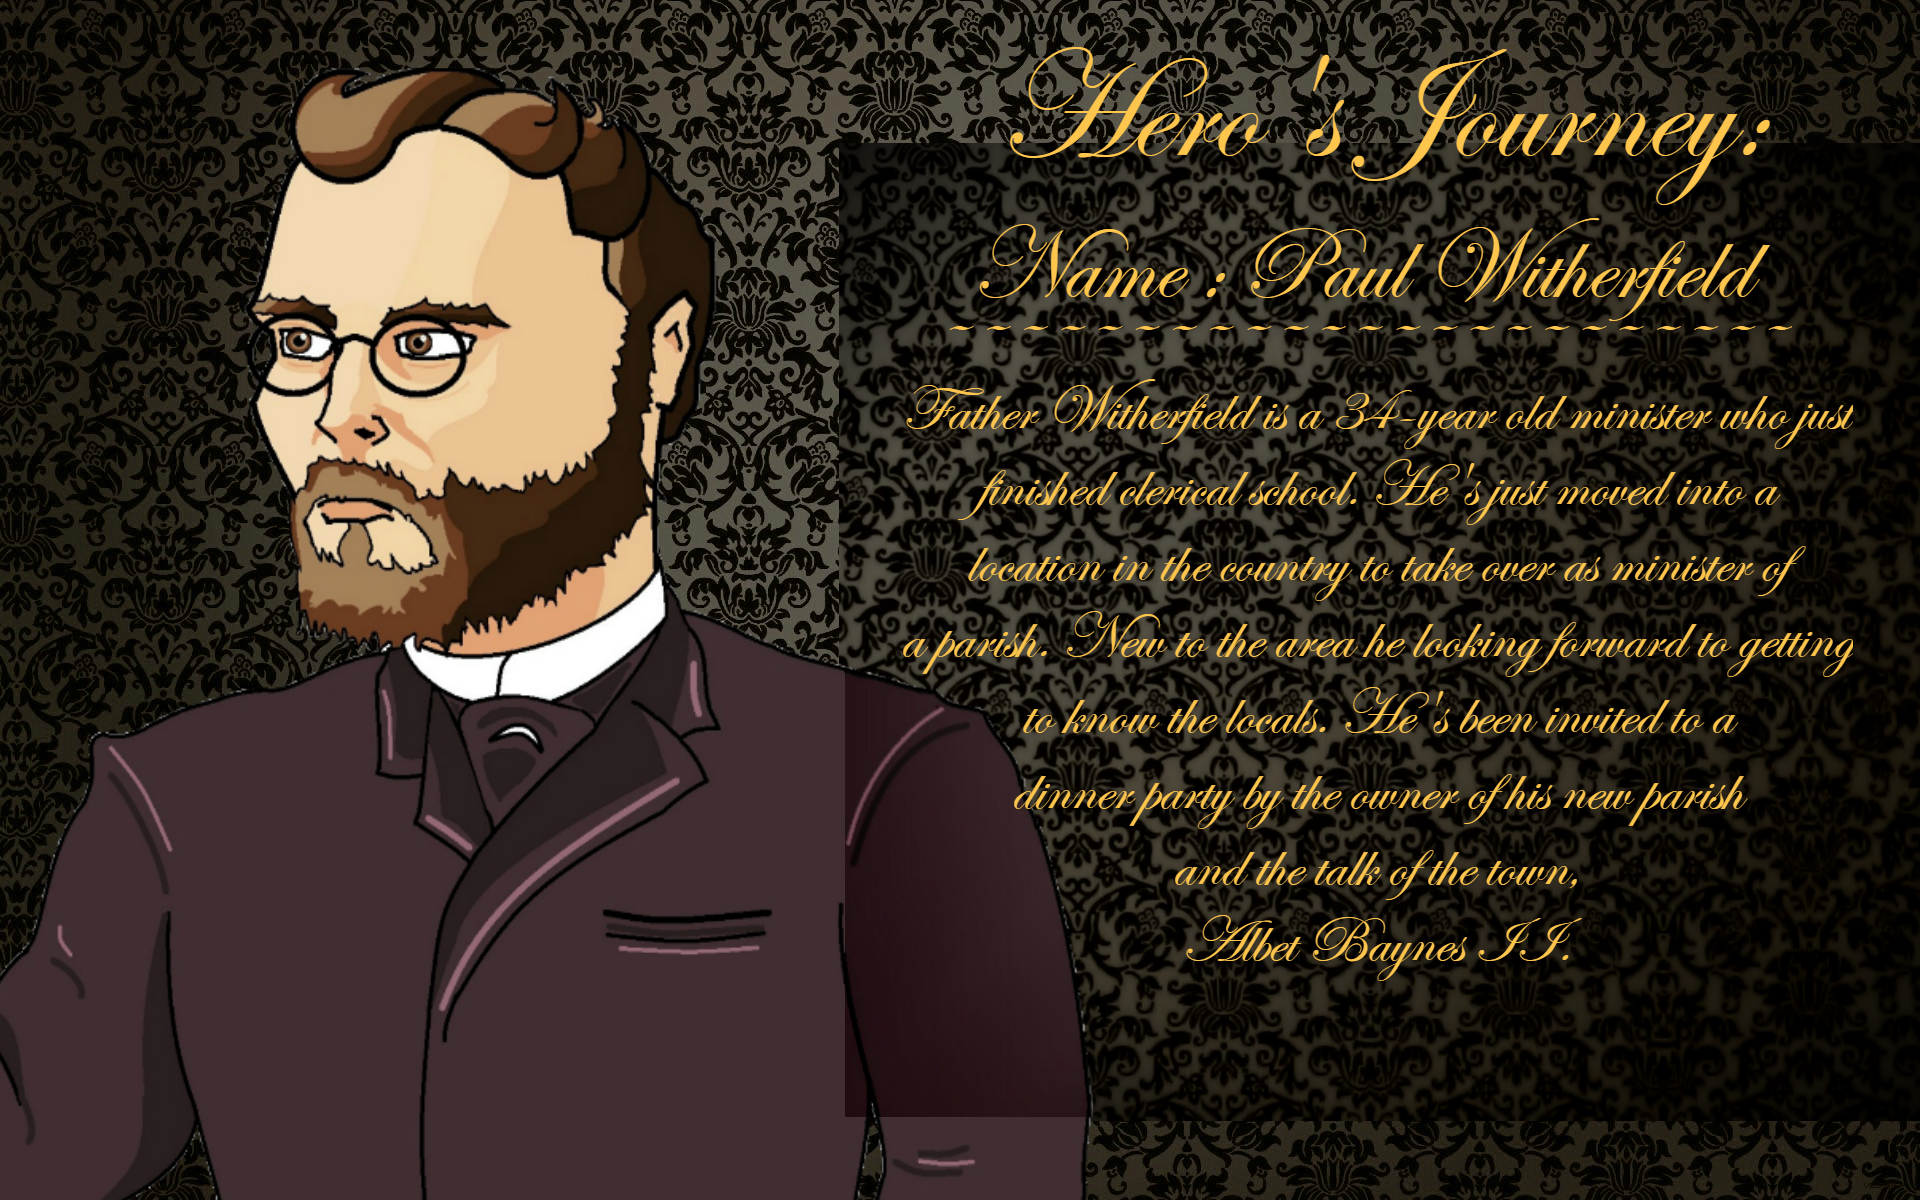 Hero's Journey:
Name : Paul Witherfield
~~~~~~~~~~~~~~~~~~~~~~~
Father Witherfield is a 34-year old minister who just
finished clerical school. He's just moved into a
location in the country to take over as minister of
a parish. New to the area he looking forward to getting
to know the locals. He's been invited to a
dinner party by the owner of his new parish
and the talk of the town,
Albet Baynes II.